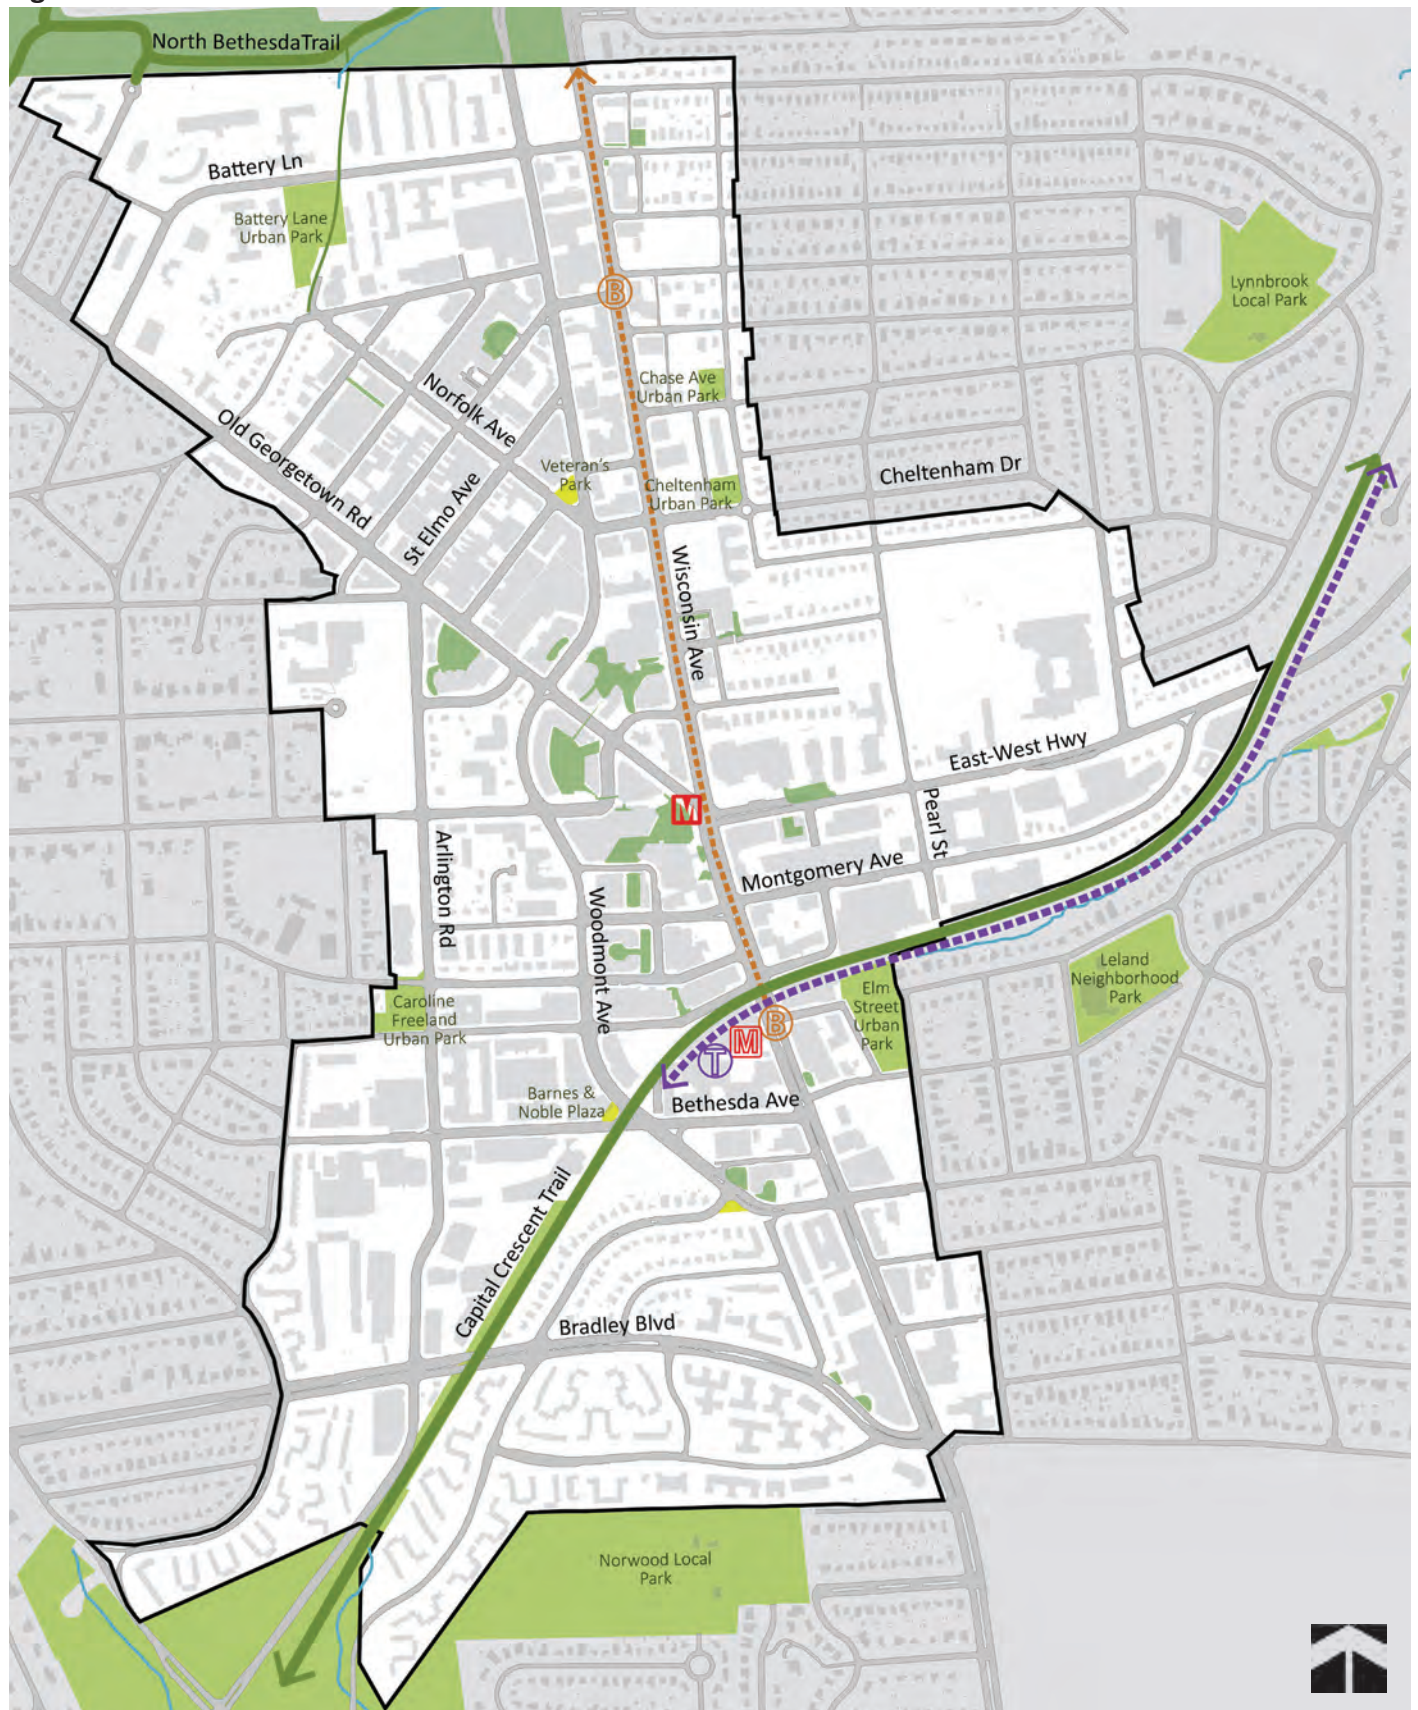 North BethesdaTrail
Battery Ln
Battery Lane
Urban Park
Lynnbrook
Local Park
B
Chase Ave
Urban Park
Norfolk Ave
Old Georgetown Rd
Veteran's
Park
Cheltenham Dr
Cheltenham
Urban Park
St Elmo Ave
Wisconsin Ave
East-West Hwy
Pearl St
M
Arlington Rd
Montgomery Ave
Woodmont Ave
Leland
Neighborhood
Park
Caroline
Freeland
Urban Park
Elm
Street
Urban
Park
B
M
T
Barnes &
Noble Plaza
Bethesda Ave
Capital Crescent Trail
Bradley Blvd
Norwood Local
Park